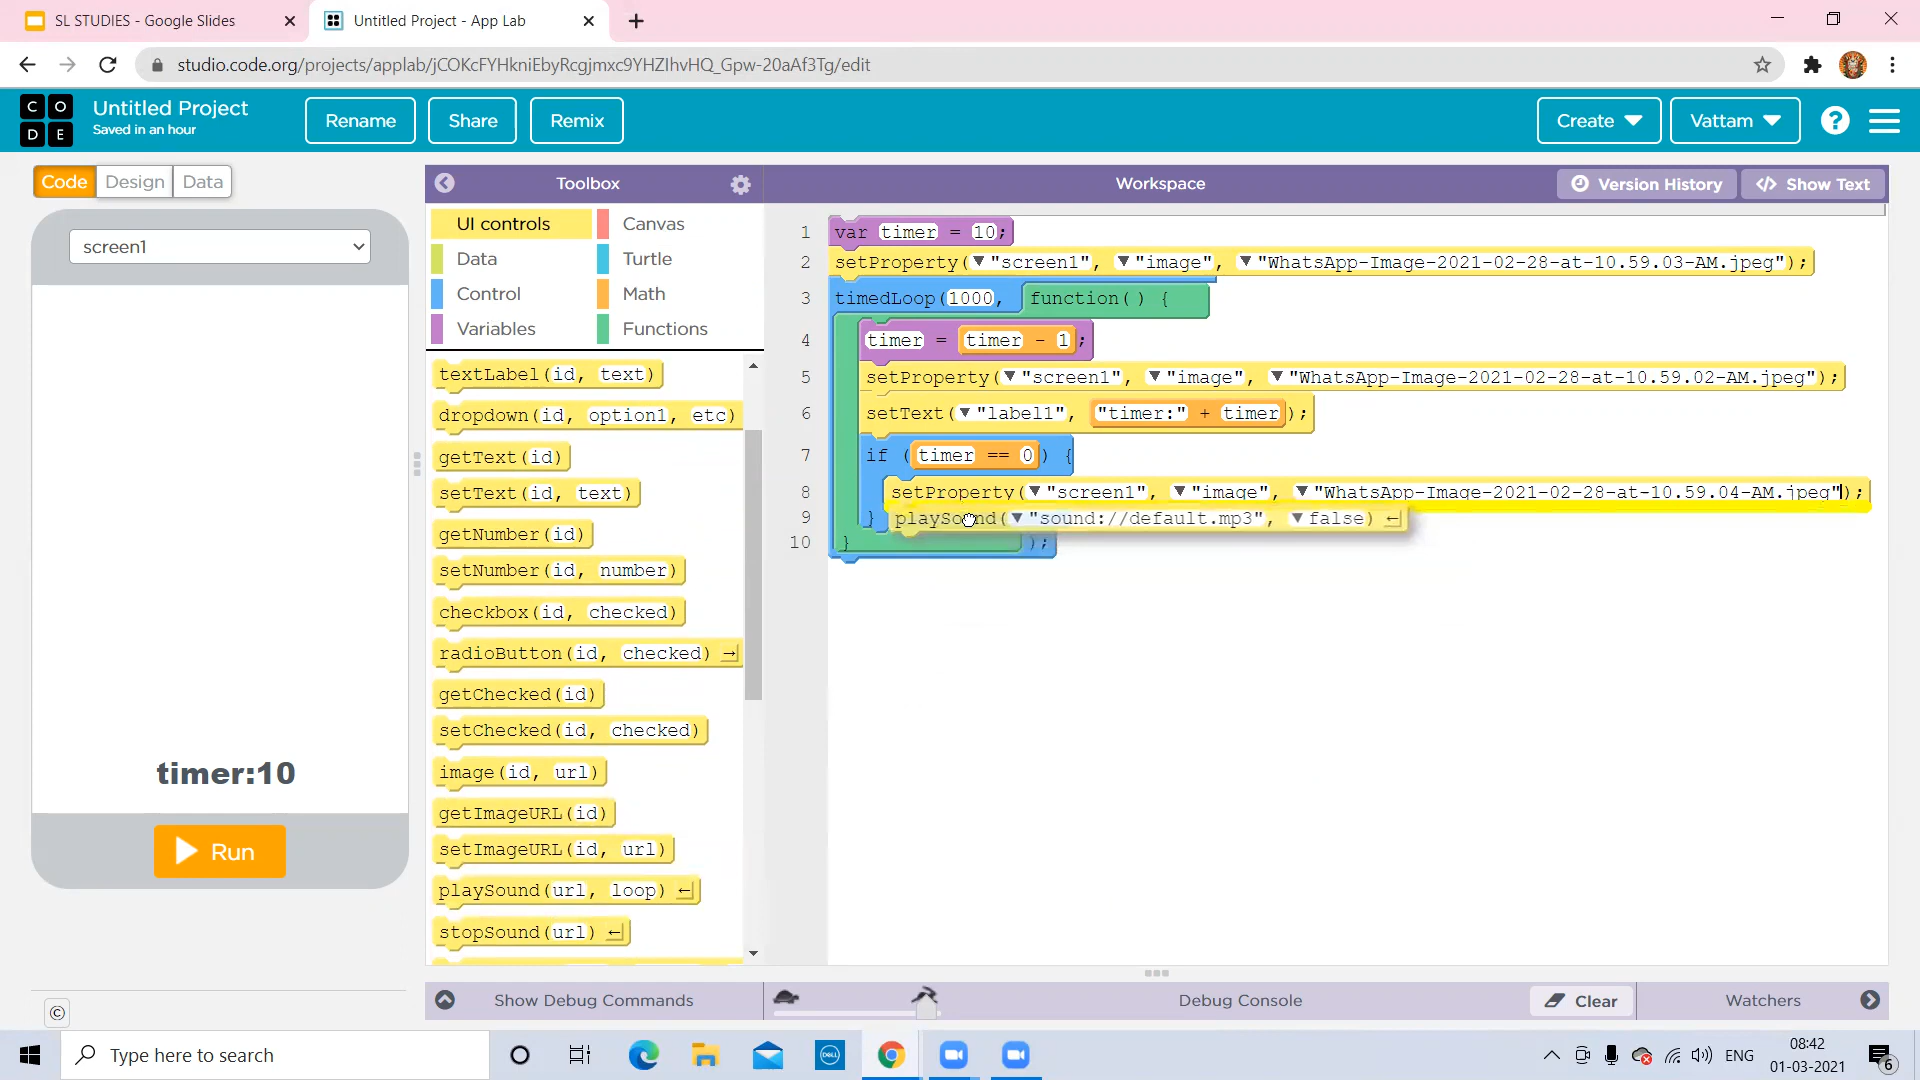 SL STUDIES - Google Slides
Untitled Project - App Lab
studio.code.org/projects/applab/jCOKcFYHkniEbyRcgjmxc9YHZIhvHQ_Gpw-20aAf3Tg/edit
CO
DE
Untitled Project
Saved in an hour
Rename
Share
Remix
Create
Vattam
?
Code
Design
Data
Toolbox
Workspace
Version History
Show Text
screen1
timer:10
Run
UI controls
Canvas
Data
Turtle
Control
Math
Variables
Functions
textLabel(id, text)
dropdown(id, option1, etc)
getText(id)
setText(id, text)
getNumber(id)
setNumber(id, number)
checkbox(id, checked)
radioButton(id, checked)
getChecked(id)
setChecked(id, checked)
image(id, url)
getImageURL(id)
setImageURL(id, url)
playSound(url, loop)
stopSound(url)
1 var timer = 10;
2 setProperty("screen1", "image", "WhatsApp-Image-2021-02-28-at-10.59.03-AM.jpeg");
3 timedLoop(1000, function() {
4 timer = timer - 1;
5 setProperty("screen1", "image", "WhatsApp-Image-2021-02-28-at-10.59.02-AM.jpeg");
6 setText("label1", "timer:" + timer);
7 if (timer == 0) {
8 setProperty("screen1", "image", "WhatsApp-Image-2021-02-28-at-10.59.04-AM.jpeg");
9 } playSound("sound://default.mp3", false)
10 } );
©
Show Debug Commands
Debug Console
Clear
Watchers
Type here to search
DELL
ENG
08:42
01-03-2021
6